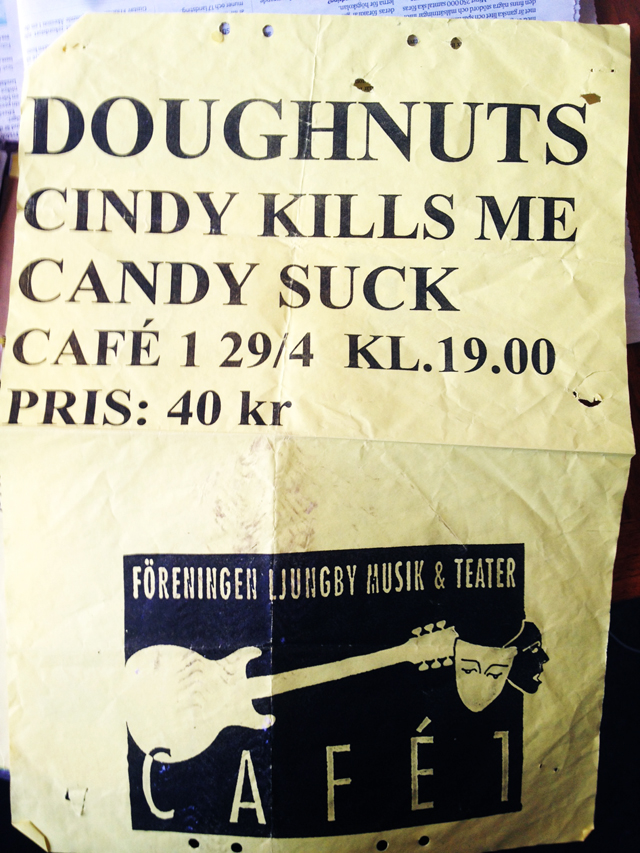 DOUGHNUTS
CINDY KILLS ME
CANDY SUCK
CAFÉ 1 29/4 KL.19.00
PRIS: 40 kr
FÖRENINGEN LJUNGBY MUSIK & TEATER
CAFÉ 1